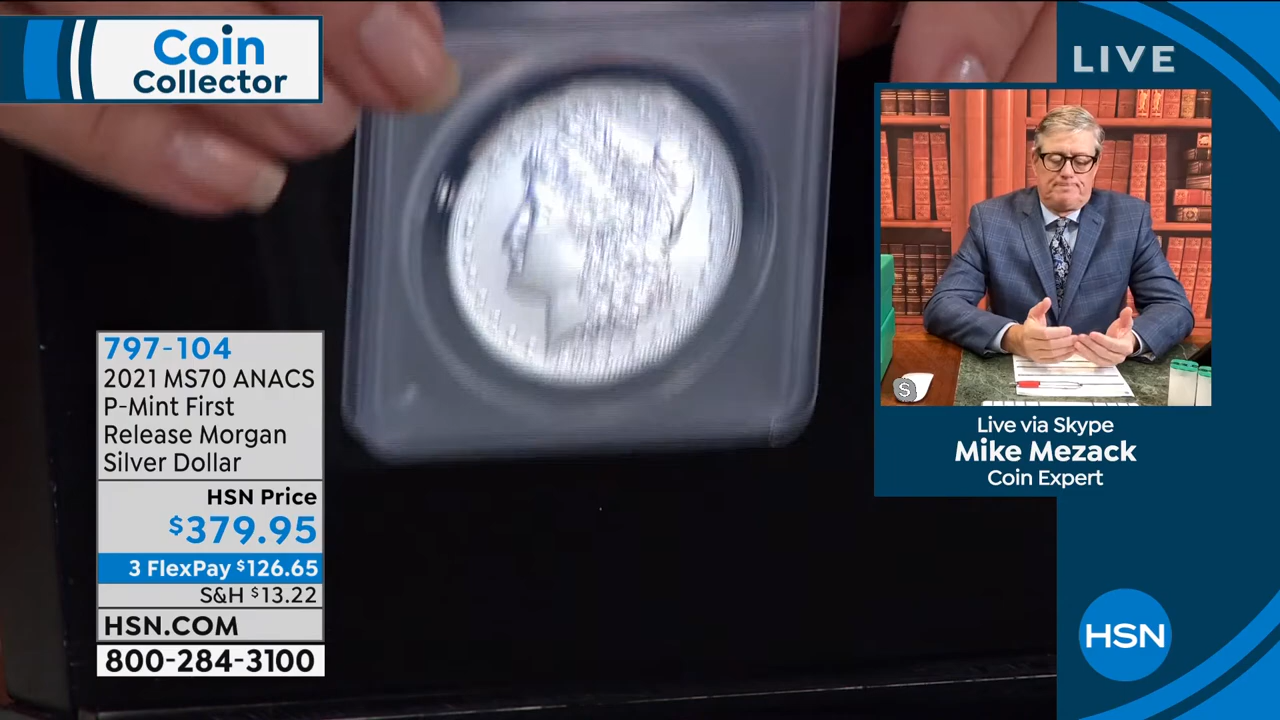 Coin
Collector
LIVE
797-104
2021 MS70 ANACS
P-Mint First
Release Morgan
Silver Dollar
HSN Price
$379.95
3 FlexPay $126.65
S&H $13.22
HSN.COM
800-284-3100
S
Live via Skype
Mike Mezack
Coin Expert
HSN